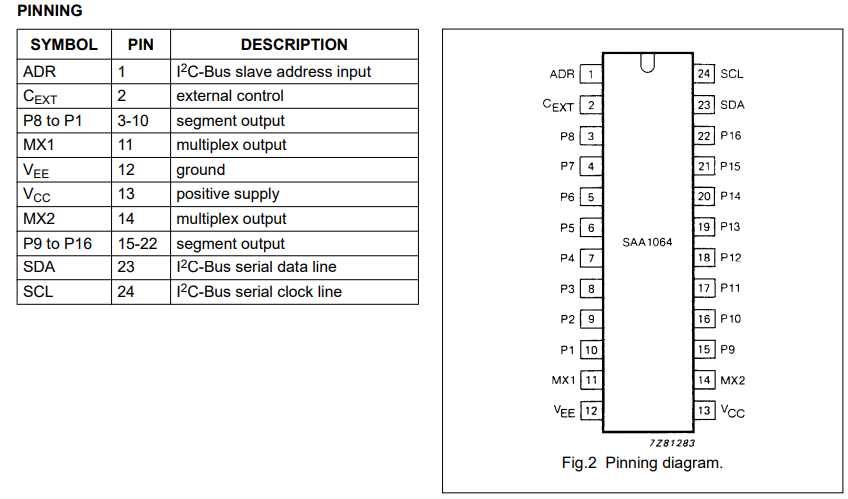 PINNING
SYMBOL PIN DESCRIPTION
ADR 1 I2C-Bus slave address input
CEXT 2 external control
P8 to P1 3-10 segment output
MX1 11 multiplex output
VEE 12 ground
VCC 13 positive supply
MX2 14 multiplex output
P9 to P16 15-22 segment output
SDA 23 I2C-Bus serial data line
SCL 24 I2C-Bus serial clock line
ADR 1 24 SCL
CEXT 2 23 SDA
P8 3 22 P16
P7 4 21 P15
P6 5 20 P14
P5 6 19 P13
SAA1064
P4 7 18 P12
P3 8 17 P11
P2 9 16 P10
P1 10 15 P9
MX1 11 14 MX2
VEE 12 13 VCC
7Z81283
Fig.2 Pinning diagram.